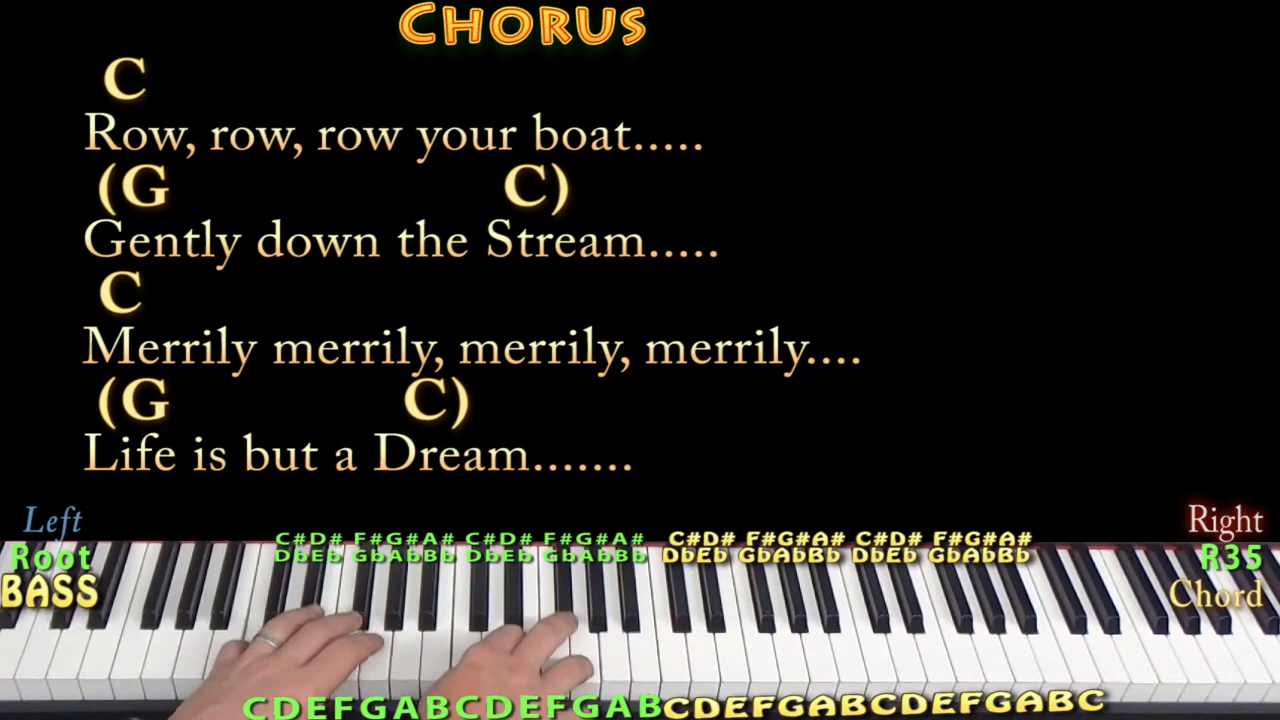 CHORUS
C
Row, row, row your boat.....
(G C)
Gently down the Stream.....
C
Merrily merrily, merrily, merrily....
(G C)
Life is but a Dream.......
Left
Root
BASS
Right
R35
Chord
C#D# F#G#A# C#D# F#G#A# C#D# F#G#A# C#D# F#G#A#
DbEb GbAbBb DbEb GbAbBb DbEb GbAbBb DbEb GbAbBb
CDEFGABCDEFGABCDEFGABCDEFGABC